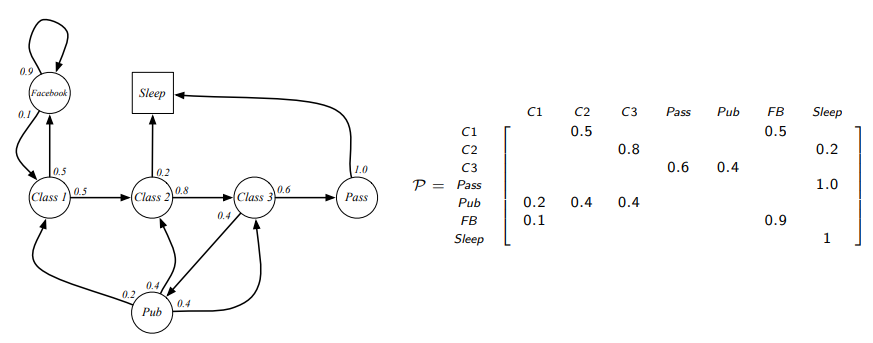 0.9
Facebook
Sleep
0.1
0.5
0.2
1.0
Class 1
0.5
Class 2
0.8
Class 3
0.6
Pass
0.4
0.2
0.4
Pub
0.4
C1 C2 C3 Pass Pub FB Sleep
C1 0.5 0.5
C2 0.8 0.2
C3 0.6 0.4
𝒫 = Pass 1.0
Pub 0.2 0.4 0.4
FB 0.1 0.9
Sleep 1